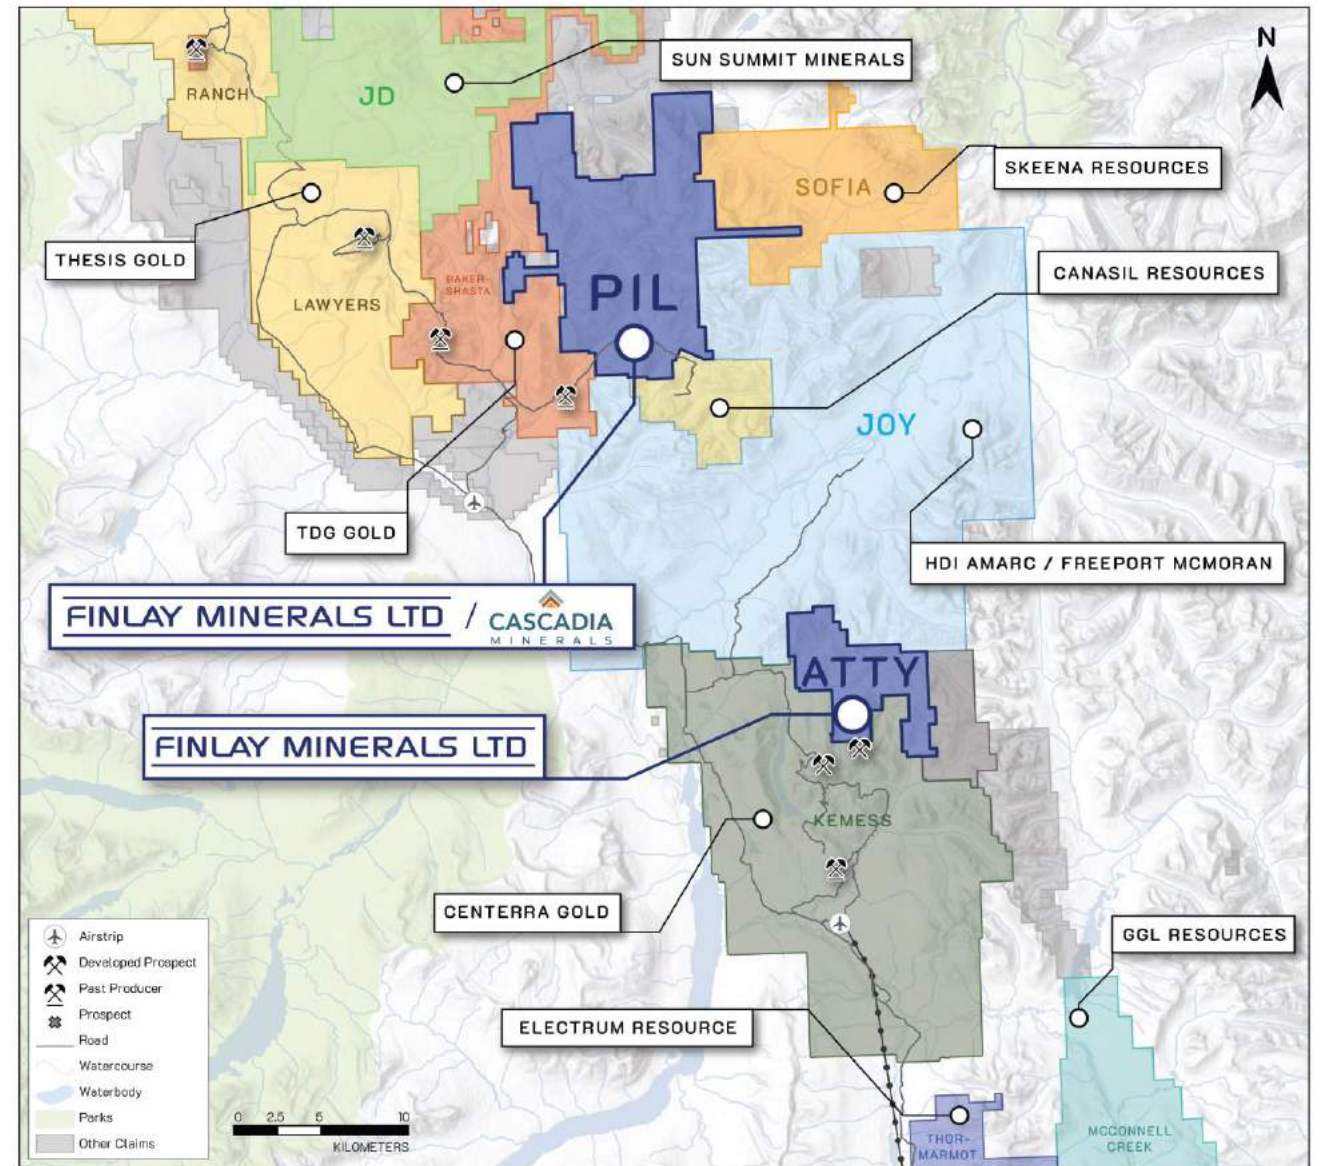 N
SUN SUMMIT MINERALS
RANCH
JD
SKEENA RESOURCES
SOFIA
THESIS GOLD
CANASIL RESOURCES
BAKER-
SHASTA
PIL
LAWYERS
JOY
TDG GOLD
HDI AMARC / FREEPORT MCMORAN
FINLAY MINERALS LTD / CASCADIA
MINERALS
ATTY
FINLAY MINERALS LTD
KEMESS
CENTERRA GOLD
GGL RESOURCES
ELECTRUM RESOURCE
Airstrip
Developed Prospect
Past Producer
Prospect
Road
Watercourse
Waterbody
Parks
Other Claims
0 2.5 5 10
KILOMETERS
THOR-
MARMOT
MCCONNELL
CREEK